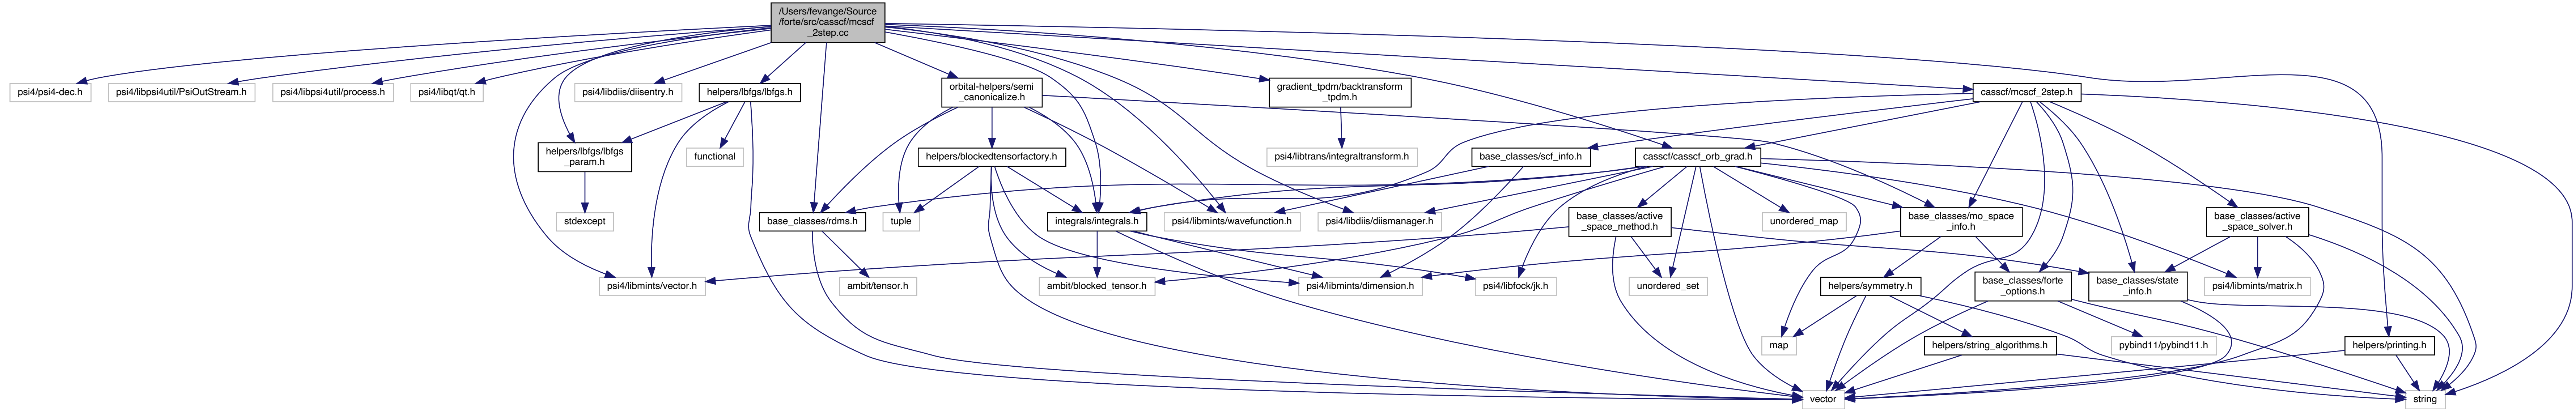 /Users/fevange/Source
/forte/src/casscf/mcscf
_2step.cc
psi4/psi4-dec.h
psi4/libpsi4util/PsiOutStream.h
psi4/libpsi4util/process.h
psi4/libqt/qt.h
psi4/libdiis/diisentry.h
helpers/lbfgs/lbfgs.h
orbital-helpers/semi
_canonicalize.h
gradient_tpdm/backtransform
_tpdm.h
casscf/mcscf_2step.h
helpers/lbfgs/lbfgs
_param.h
functional
helpers/blockedtensorfactory.h
psi4/libtrans/integraltransform.h
base_classes/scf_info.h
casscf/casscf_orb_grad.h
stdexcept
base_classes/rdms.h
tuple
integrals/integrals.h
psi4/libmints/wavefunction.h
psi4/libdiis/diismanager.h
base_classes/active
_space_method.h
unordered_map
base_classes/mo_space
_info.h
base_classes/active
_space_solver.h
psi4/libmints/vector.h
ambit/tensor.h
ambit/blocked_tensor.h
psi4/libmints/dimension.h
psi4/libfock/jk.h
unordered_set
helpers/symmetry.h
base_classes/forte
_options.h
base_classes/state
_info.h
psi4/libmints/matrix.h
map
helpers/string_algorithms.h
pybind11/pybind11.h
helpers/printing.h
vector
string